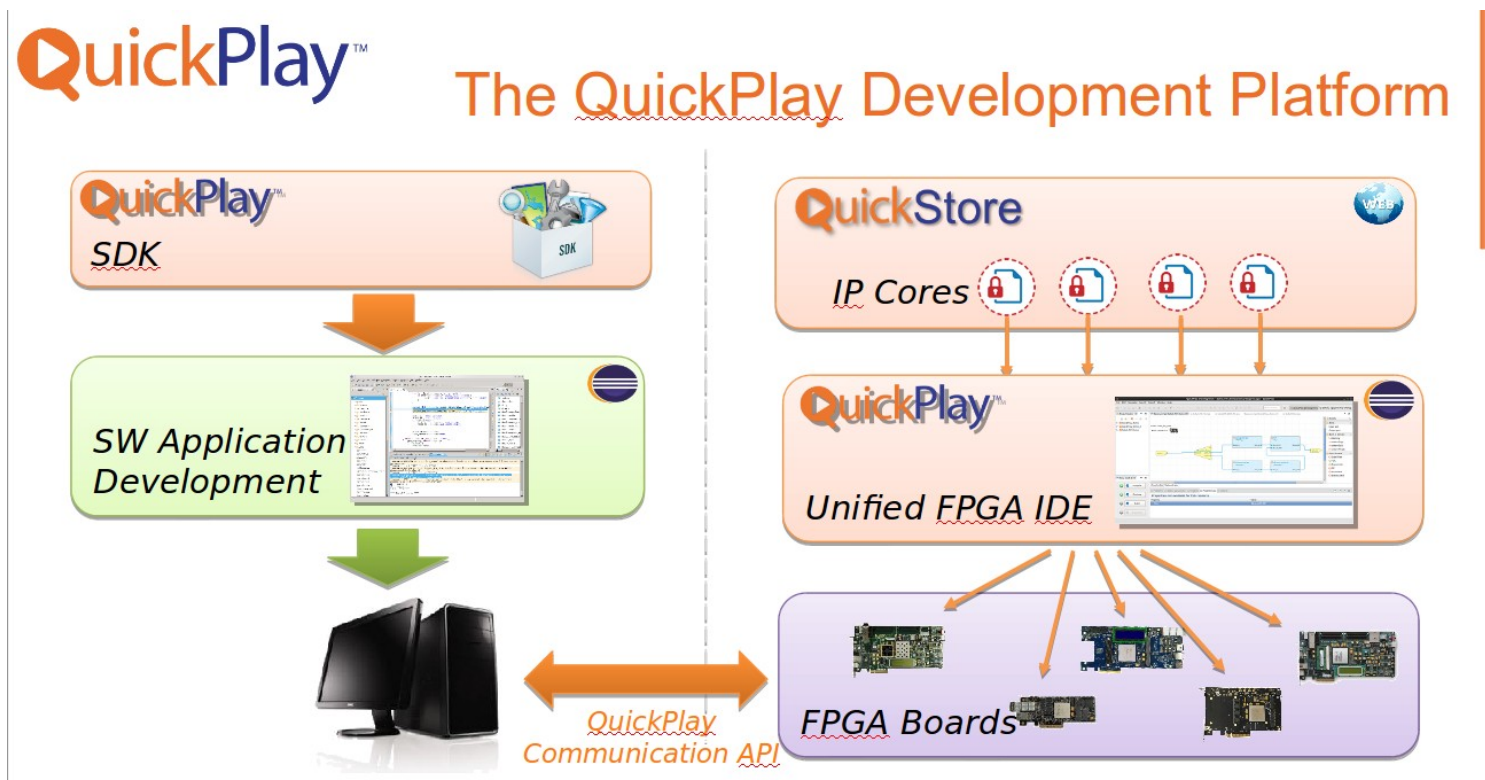 QuickPlay™
The QuickPlay Development Platform
QuickPlay™
SDK
SDK
SW Application
Development
QuickStore
WEB
IP Cores
QuickPlay™
Unified FPGA IDE
FPGA Boards
QuickPlay
Communication API